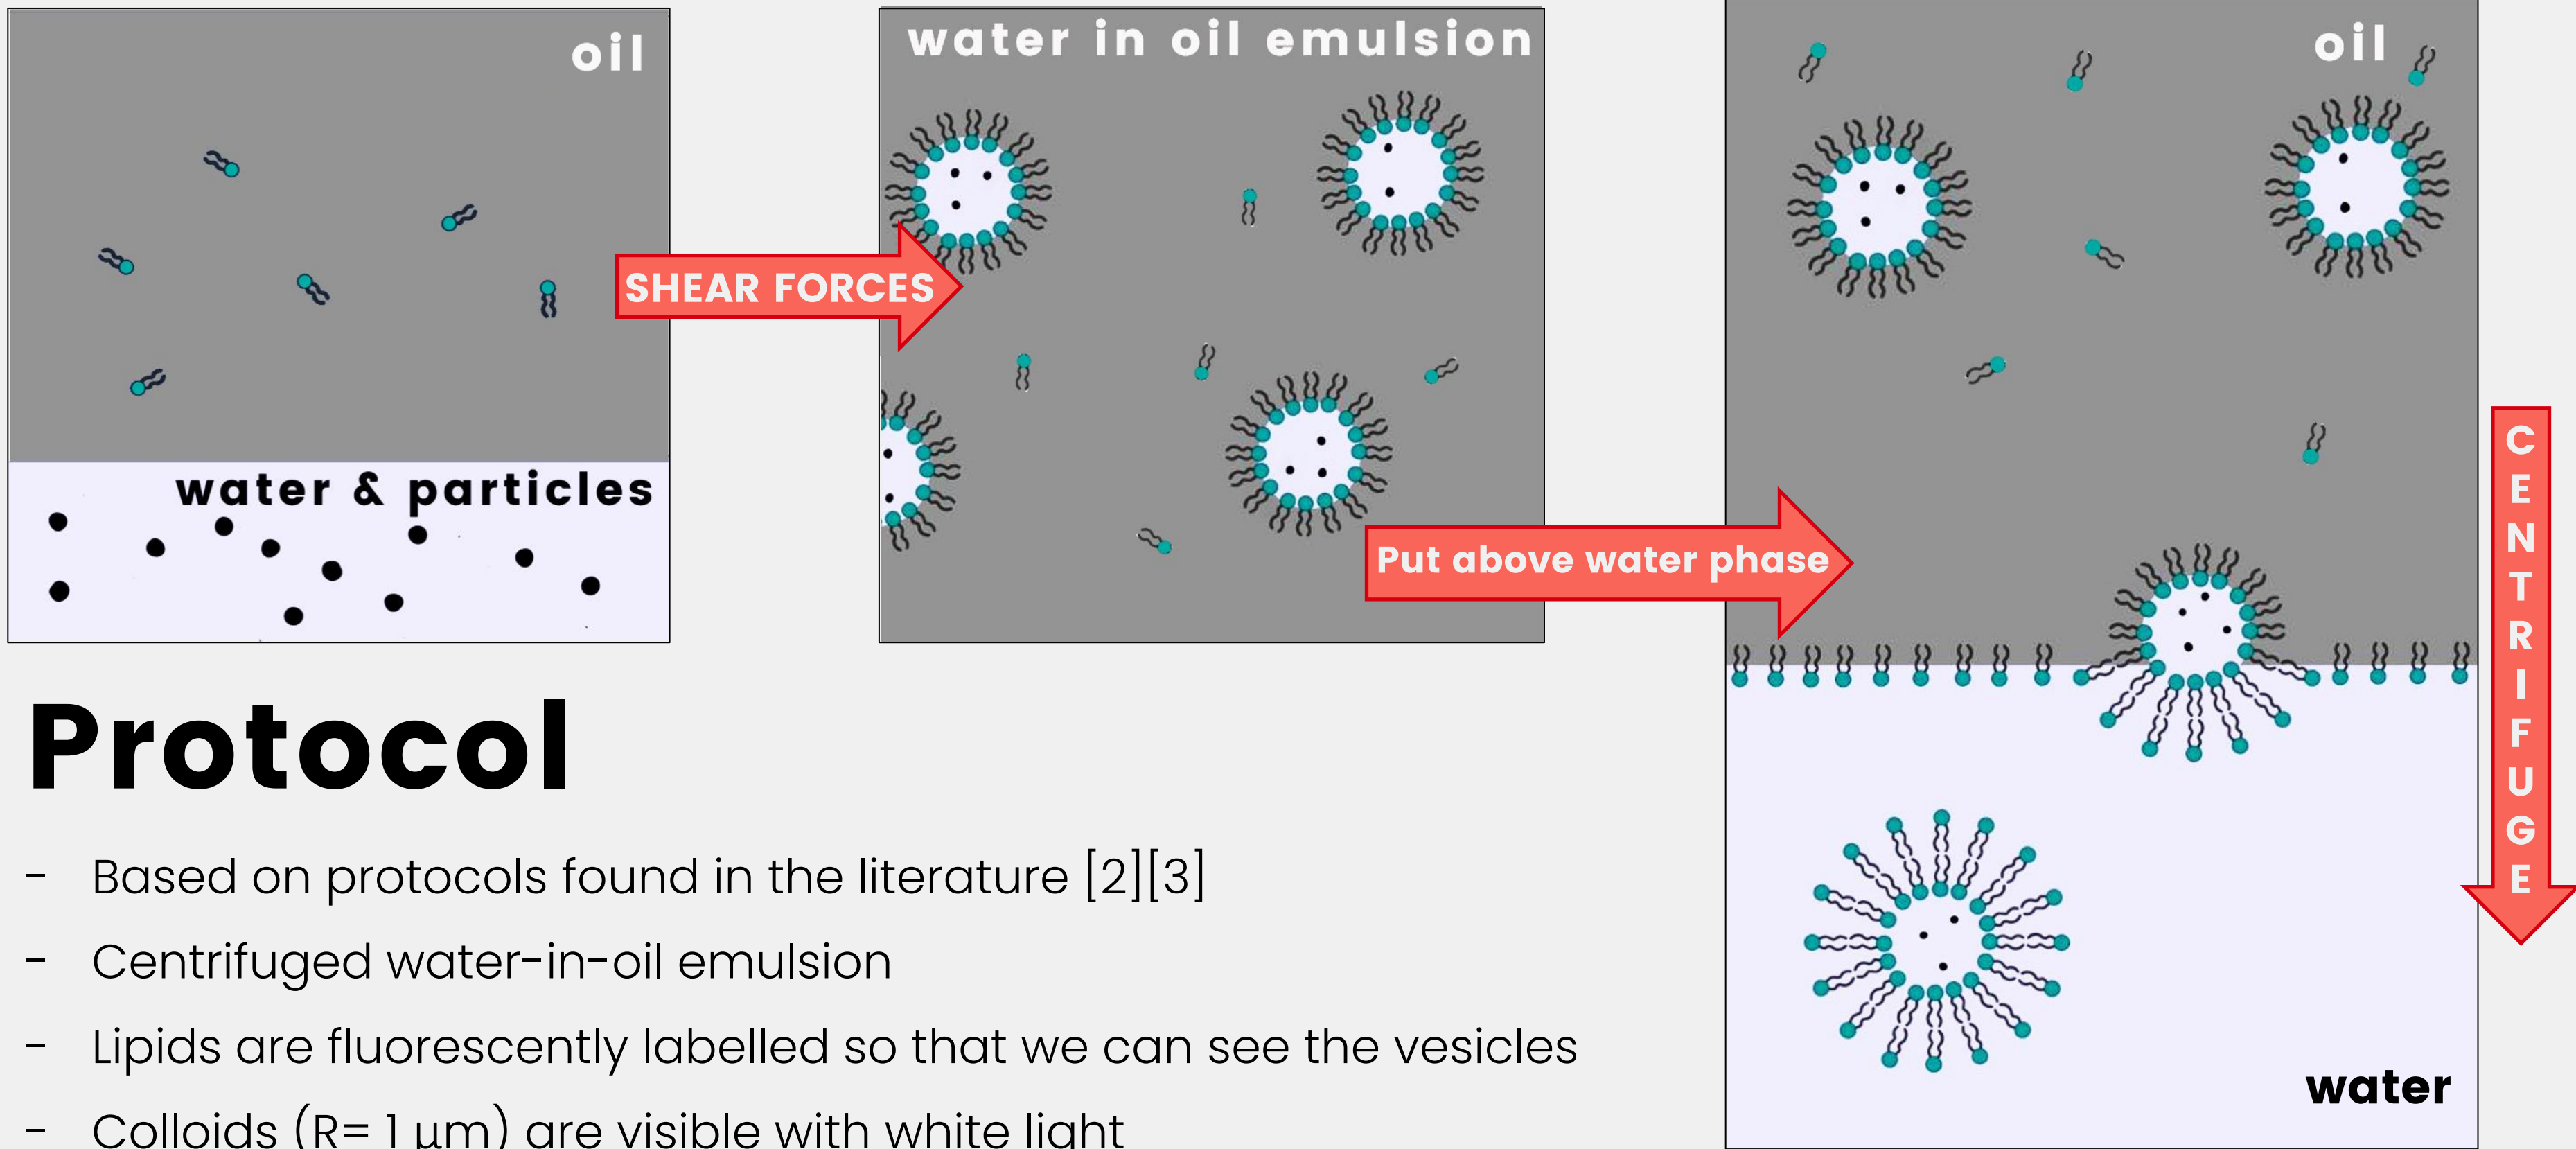 oil
water & particles
SHEAR FORCES
water in oil emulsion
Put above water phase
oil
water
CENTRIFUGE
Protocol
- Based on protocols found in the literature [2][3]
- Centrifuged water-in-oil emulsion
- Lipids are fluorescently labelled so that we can see the vesicles
- Colloids (R= 1 µm) are visible with white light